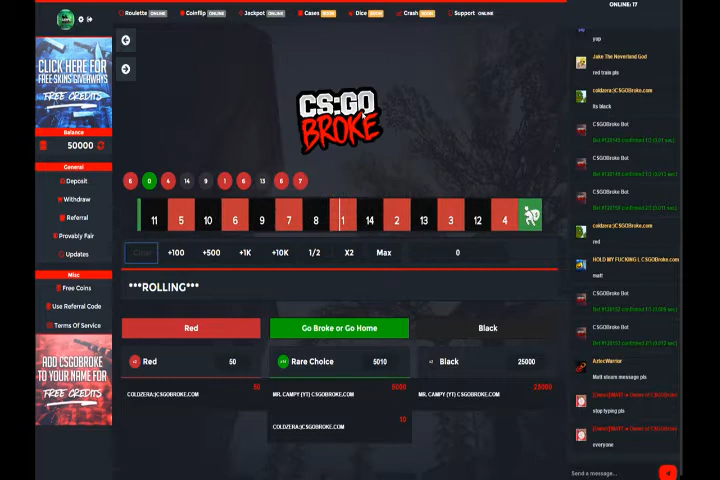 ONLINE: 17
Roulette ONLINE
Coinflip ONLINE
Jackpot ONLINE
Cases SOON
Dice SOON
Crash SOON
Support ONLINE
CLICK HERE FOR
FREE SKINS GIVEAWAYS
FREE CREDITS
Balance
50000
General
Deposit
Withdraw
Referral
Provably Fair
Updates
Misc
Free Coins
Use Referral Code
Terms Of Service
ADD CSGOBROKE
TO YOUR NAME FOR
FREE CREDITS
CS:GO
BROKE
6 0 4 14 9 1 6 13 6 7
11 5 10 6 9 7 8 1 14 2 13 3 12 4
Clear +100 +500 +1K +10K 1/2 X2 Max 0
***ROLLING***
Red
Go Broke or Go Home
Black
Red 50
Rare Choice 5010
Black 25000
COLDZERA:)CSGOBROKE.COM 50
MR. CAMPY (YT) CSGOBROKE.COM 5000
MR. CAMPY (YT) CSGOBROKE.COM 25000
COLDZERA:)CSGOBROKE.COM 10
yup
Jake The Neverland God
red train pls
coldzera:)CSGOBroke.com
Its black
CSGOBroke Bot
CSGOBroke Bot
CSGOBroke Bot
coldzera:)CSGOBroke.com
red
HOLD MY FUCKING L CSGOBroke.com
matt
CSGOBroke Bot
CSGOBroke Bot
AztecWarrior
Matt steam message pls
stop typing pls
everyone
Send a message...